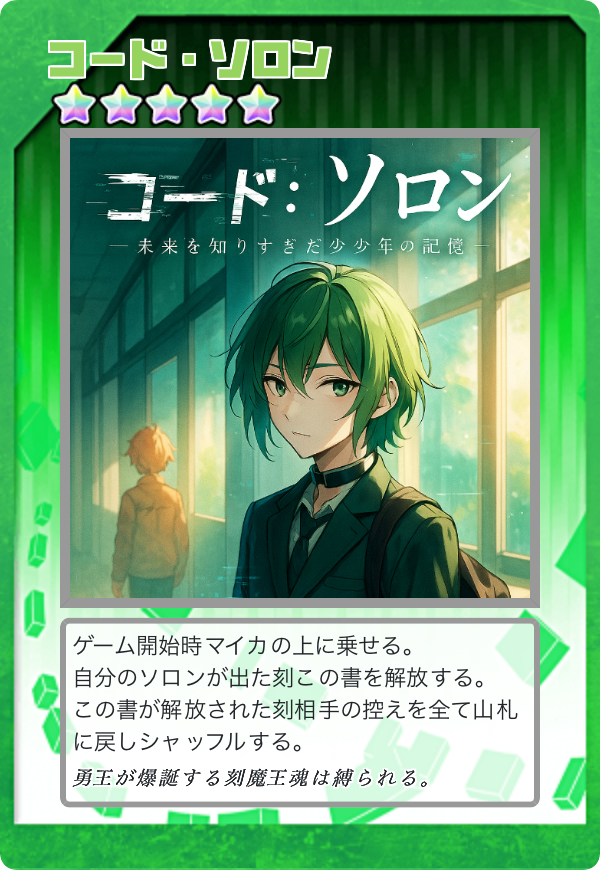 コード・ソロン
コード：ソロン
─ 未来を知りすぎだ少少年の記憶 ─
ゲーム開始時マイカの上に乗せる。
自分のソロンが出た刻この書を解放する。
この書が解放された刻相手の控えを全て山札
に戻しシャッフルする。
勇王が爆誕する刻魔王魂は縛られる。